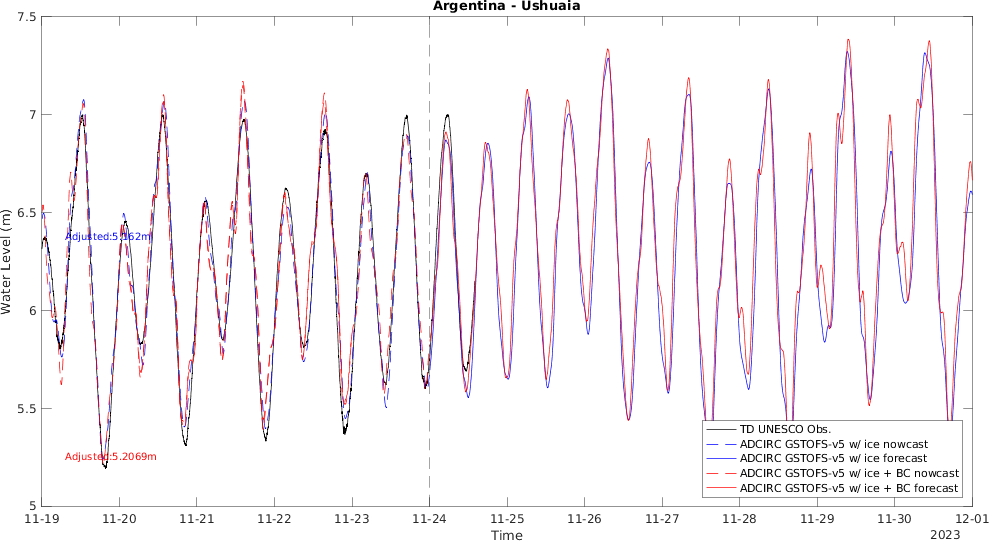 Argentina - Ushuaia
7.5
7
6.5
6
5.5
5
Water Level (m)
Adjusted:5.162m
Adjusted:5.2069m
TD UNESCO Obs.
ADCIRC GSTOFS-v5 w/ ice nowcast
ADCIRC GSTOFS-v5 w/ ice forecast
ADCIRC GSTOFS-v5 w/ ice + BC nowcast
ADCIRC GSTOFS-v5 w/ ice + BC forecast
11-19 11-20 11-21 11-22 11-23 11-24 11-25 11-26 11-27 11-28 11-29 11-30 12-01
Time
2023